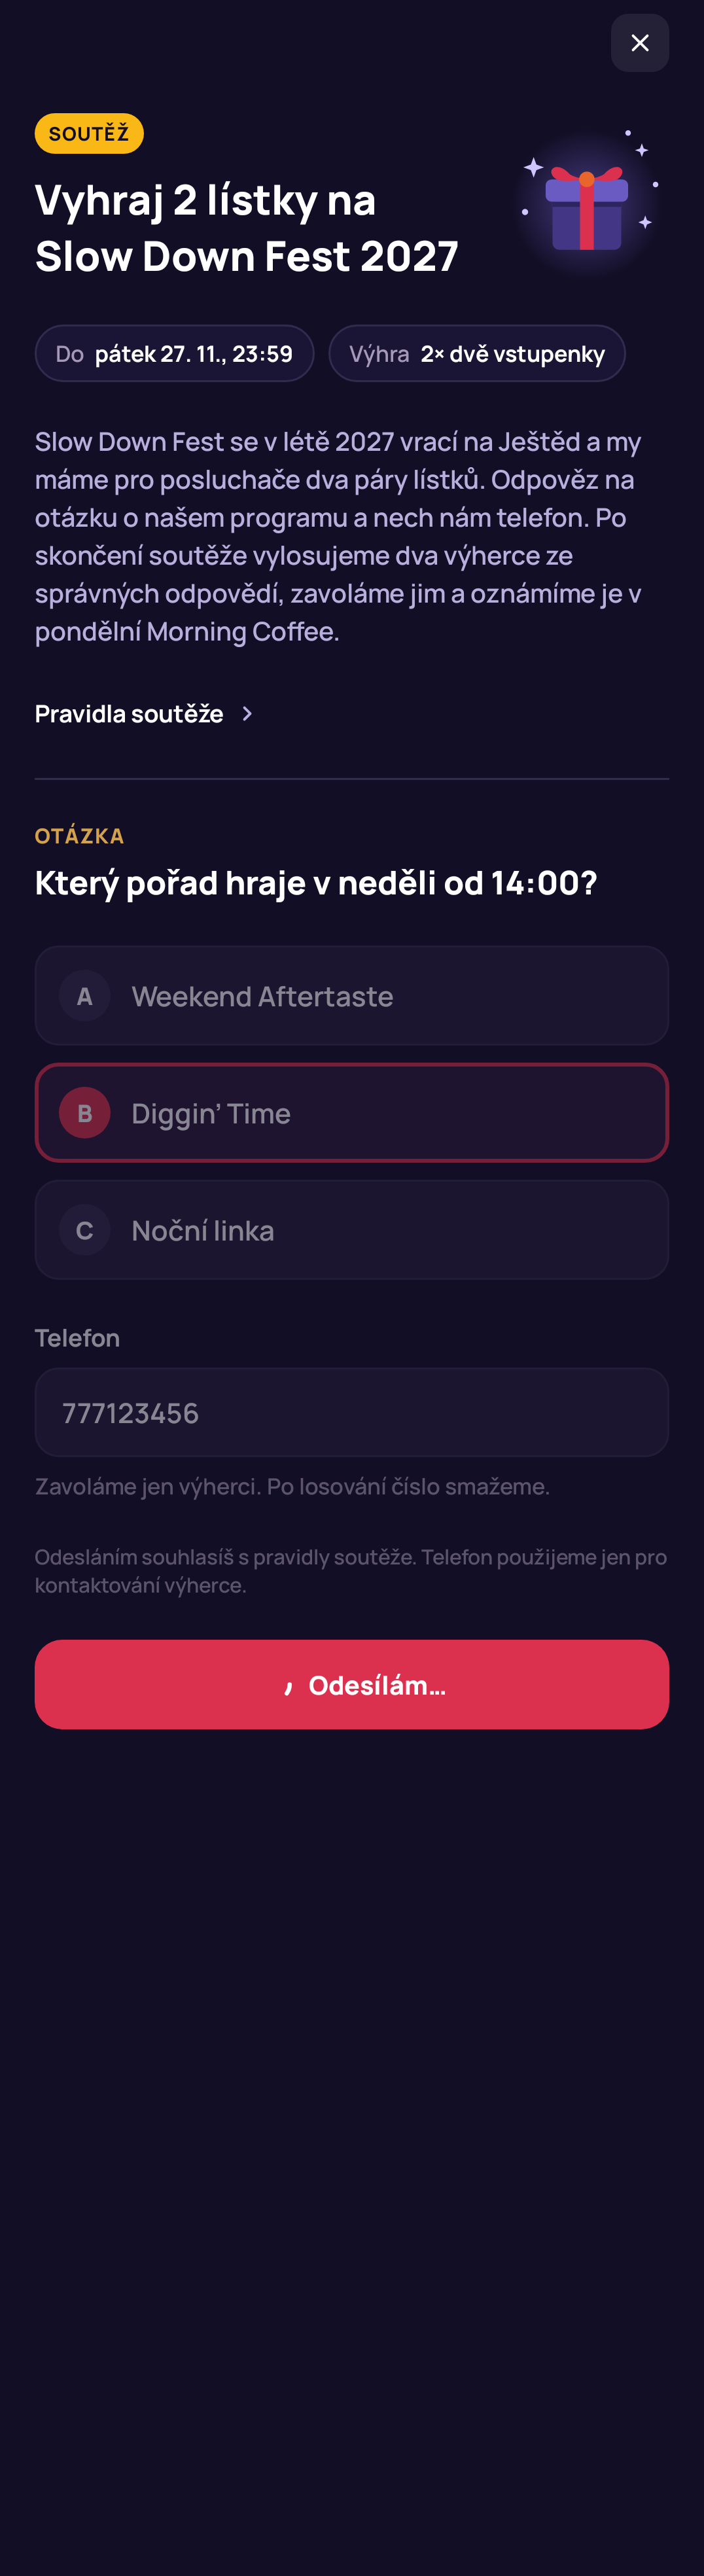 SOUTĚŽ
Vyhraj 2 lístky na
Slow Down Fest 2027
Do pátek 27. 11., 23:59
Výhra 2× dvě vstupenky
Slow Down Fest se v létě 2027 vrací na Ještěd a my
máme pro posluchače dva páry lístků. Odpověz na
otázku o našem programu a nech nám telefon. Po
skončení soutěže vylosujeme dva výherce ze
správných odpovědí, zavoláme jim a oznámíme je v
pondělní Morning Coffee.
Pravidla soutěže
OTÁZKA
Který pořad hraje v neděli od 14:00?
A Weekend Aftertaste
B Diggin’ Time
C Noční linka
Telefon
777123456
Zavoláme jen výherci. Po losování číslo smažeme.
Odesláním souhlasíš s pravidly soutěže. Telefon použijeme jen pro
kontaktování výherce.
Odesílám…